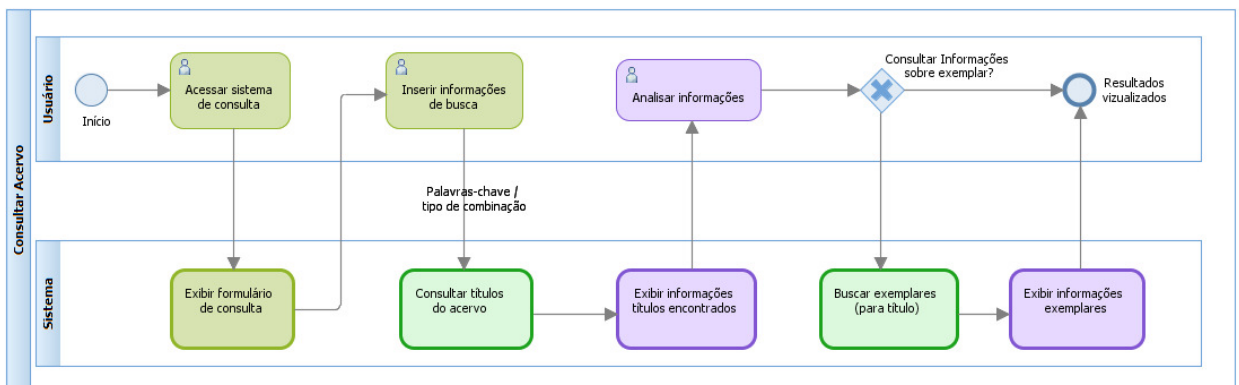 Consultar Acervo
Usuário
Início
Acessar sistema
de consulta
Inserir informações
de busca
Analisar informações
Consultar Informações
sobre exemplar?
Resultados
vizualizados
Palavras-chave /
tipo de combinação
Sistema
Exibir formulário
de consulta
Consultar títulos
do acervo
Exibir informações
títulos encontrados
Buscar exemplares
(para título)
Exibir informações
exemplares